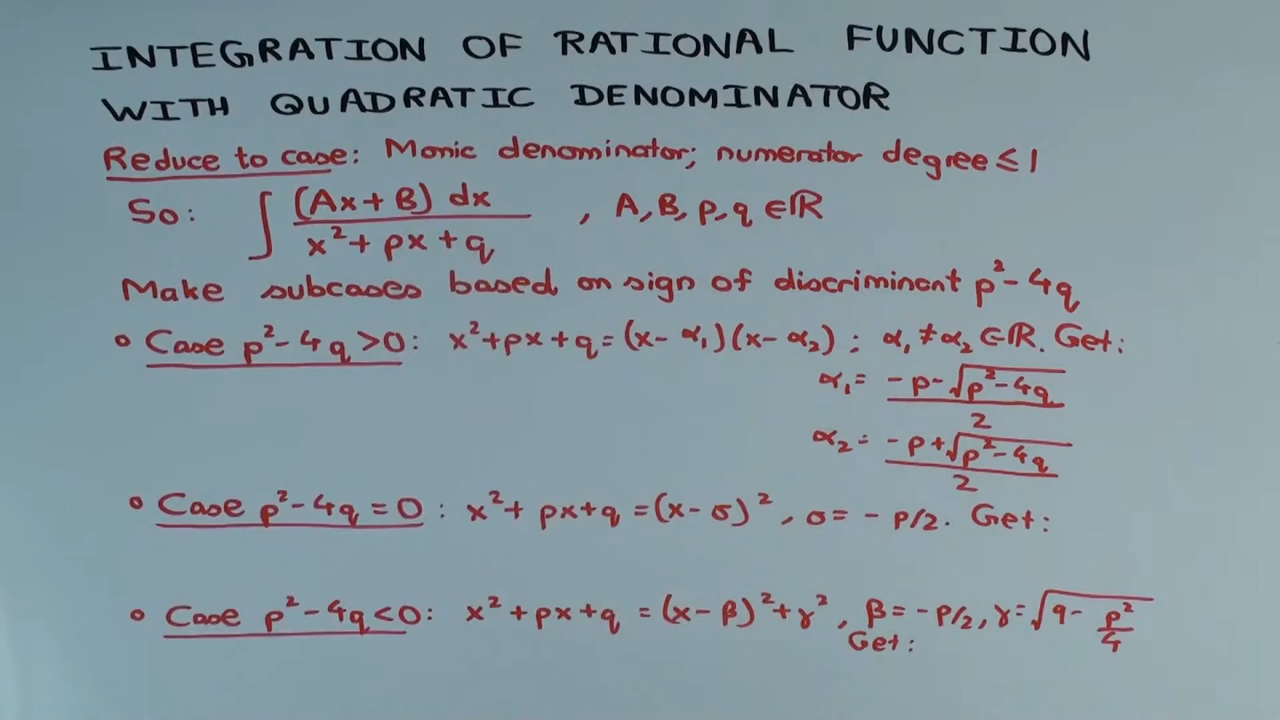 INTEGRATION OF RATIONAL FUNCTION
WITH QUADRATIC DENOMINATOR
Reduce to case: Monic denominator; numerator degree ≤ 1
So: ∫ (Ax + B) dx / (x² + px + q) , A, B, p, q ∈ ℝ
Make subcases based on sign of discriminant p² - 4q
• Case p² - 4q > 0: x² + px + q = (x - α₁)(x - α₂) ; α₁ ≠ α₂ ∈ ℝ. Get:
α₁ = (-p - √(p² - 4q)) / 2
α₂ = (-p + √(p² - 4q)) / 2
• Case p² - 4q = 0 : x² + px + q = (x - σ)² , σ = - p/2. Get:
• Case p² - 4q < 0: x² + px + q = (x - β)² + γ² , β = - p/2, γ = √(q - p²/4)
Get: